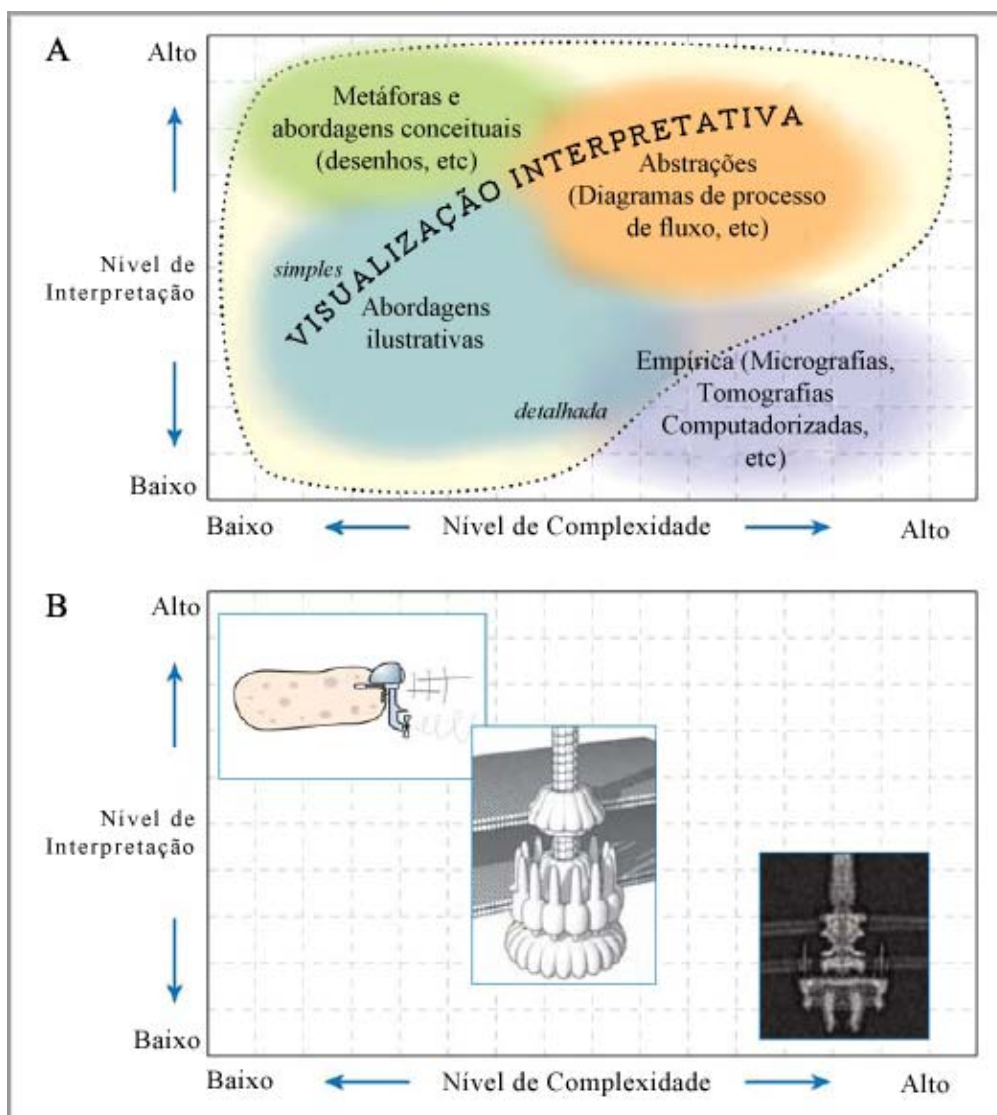 A
Alto
Metáforas e
abordagens conceituais
(desenhos, etc)
VISUALIZAÇÃO INTERPRETATIVA
Abstrações
(Diagramas de processo
de fluxo, etc)
Nível de
Interpretação
simples
Abordagens
ilustrativas
detalhada
Empírica (Micrografias,
Tomografias
Computadorizadas,
etc)
Baixo
Baixo
Nível de Complexidade
Alto
B
Alto
Nível de
Interpretação
Baixo
Baixo
Nível de Complexidade
Alto